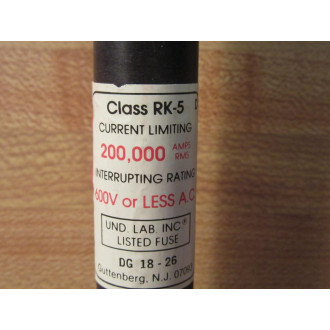 Class RK-5
CURRENT LIMITING
200,000 AMPS RMS
INTERRUPTING RATING
600V or LESS A.C.
UND. LAB. INC®
LISTED FUSE
DG 18-26
Guttenberg, N.J. 07093